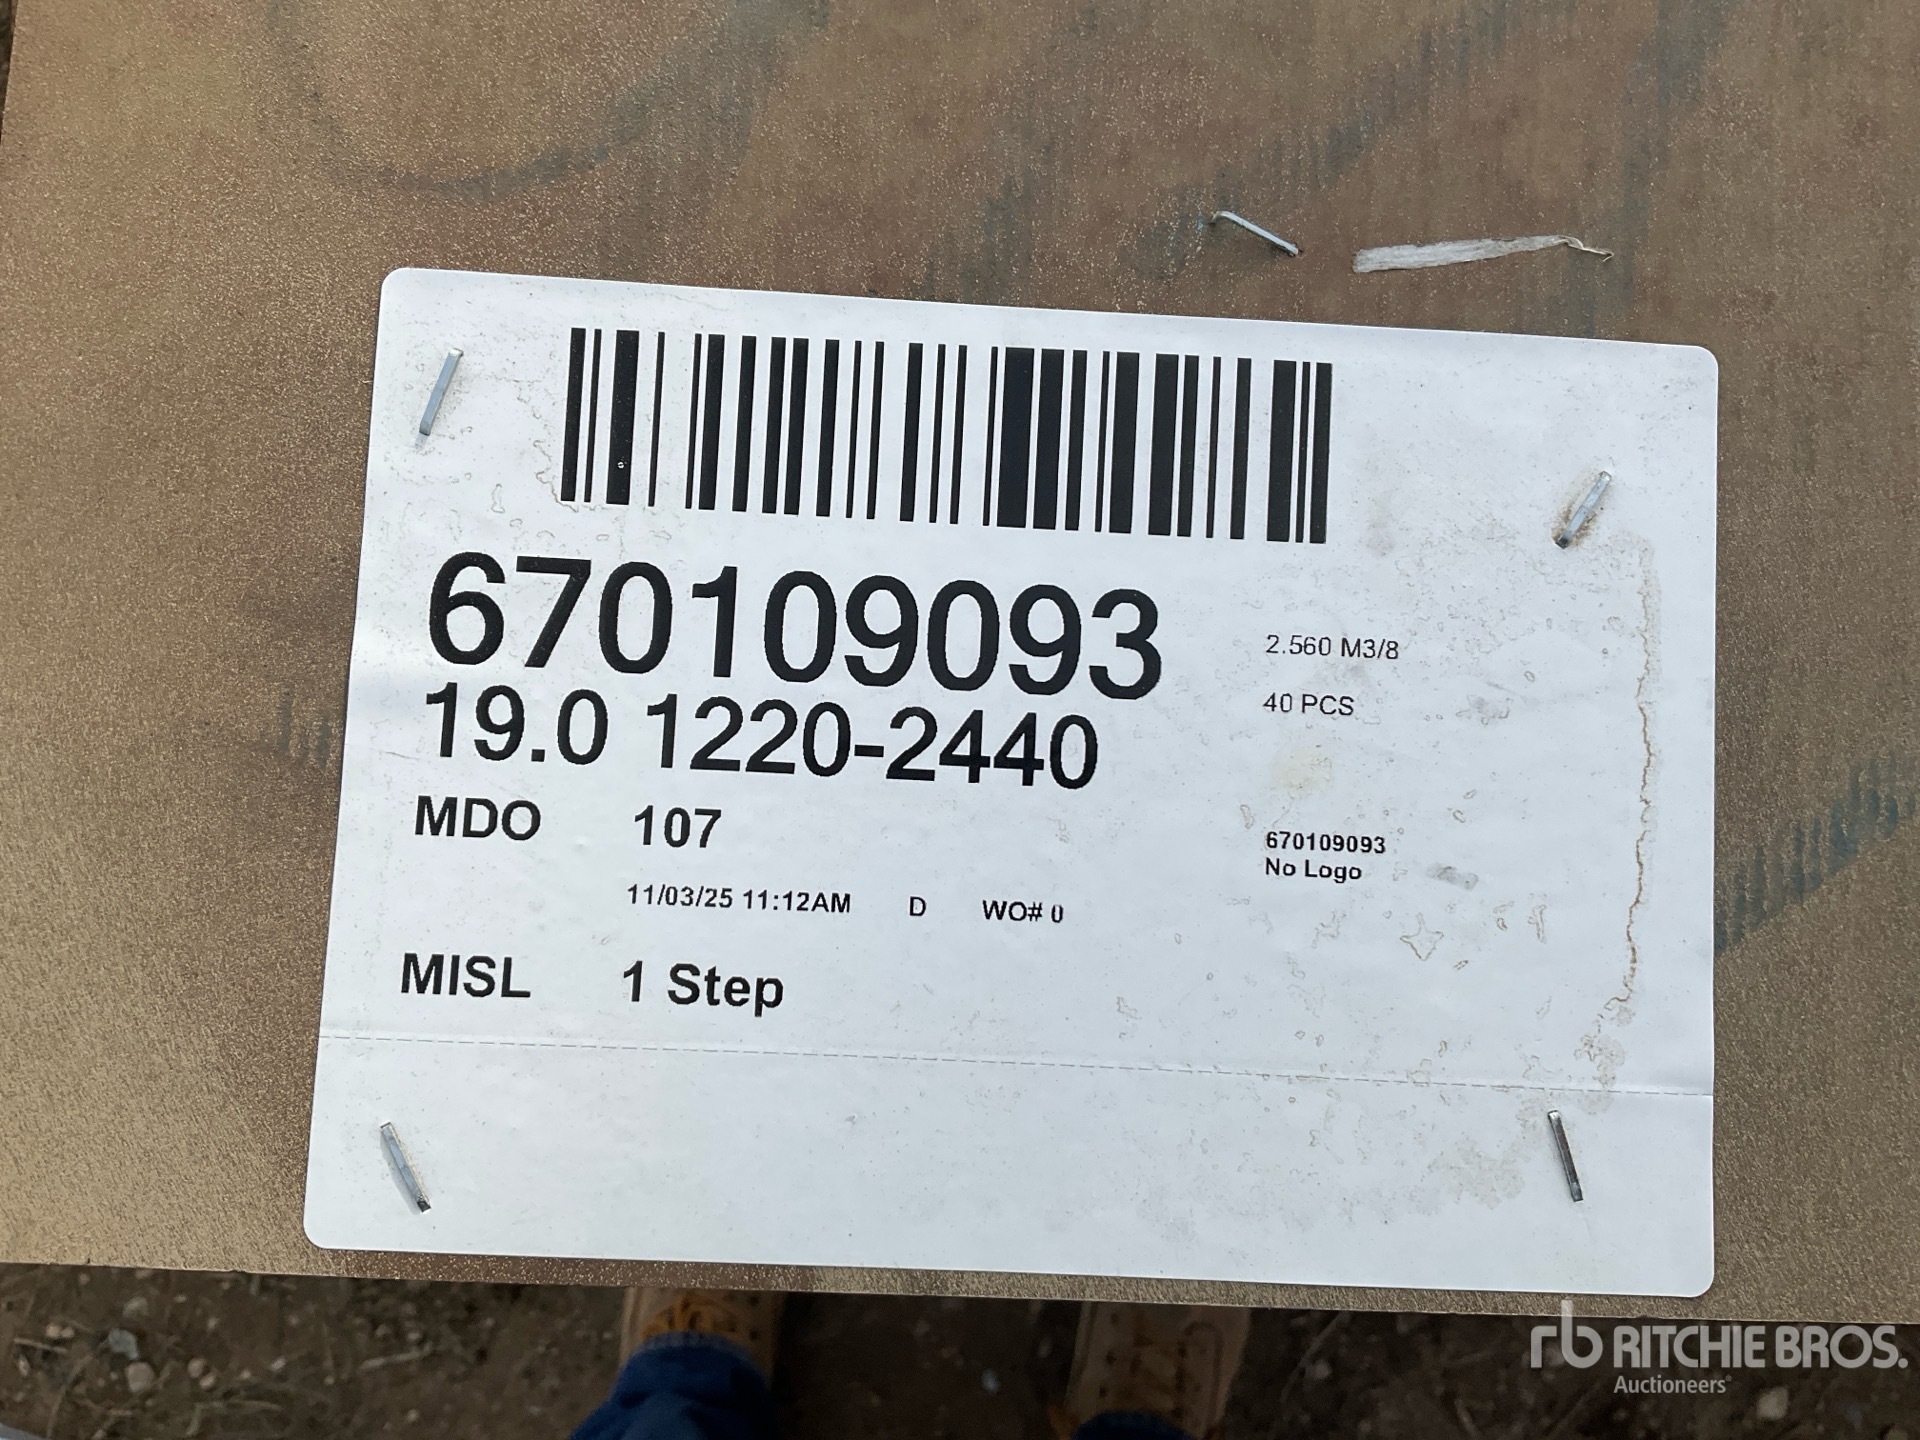 670109093
19.0 1220-2440
2.560 M3/8
40 PCS
MDO 107
670109093
No Logo
11/03/25 11:12AM D WO# 0
MISL 1 Step
rb RITCHIE BROS.
Auctioneers